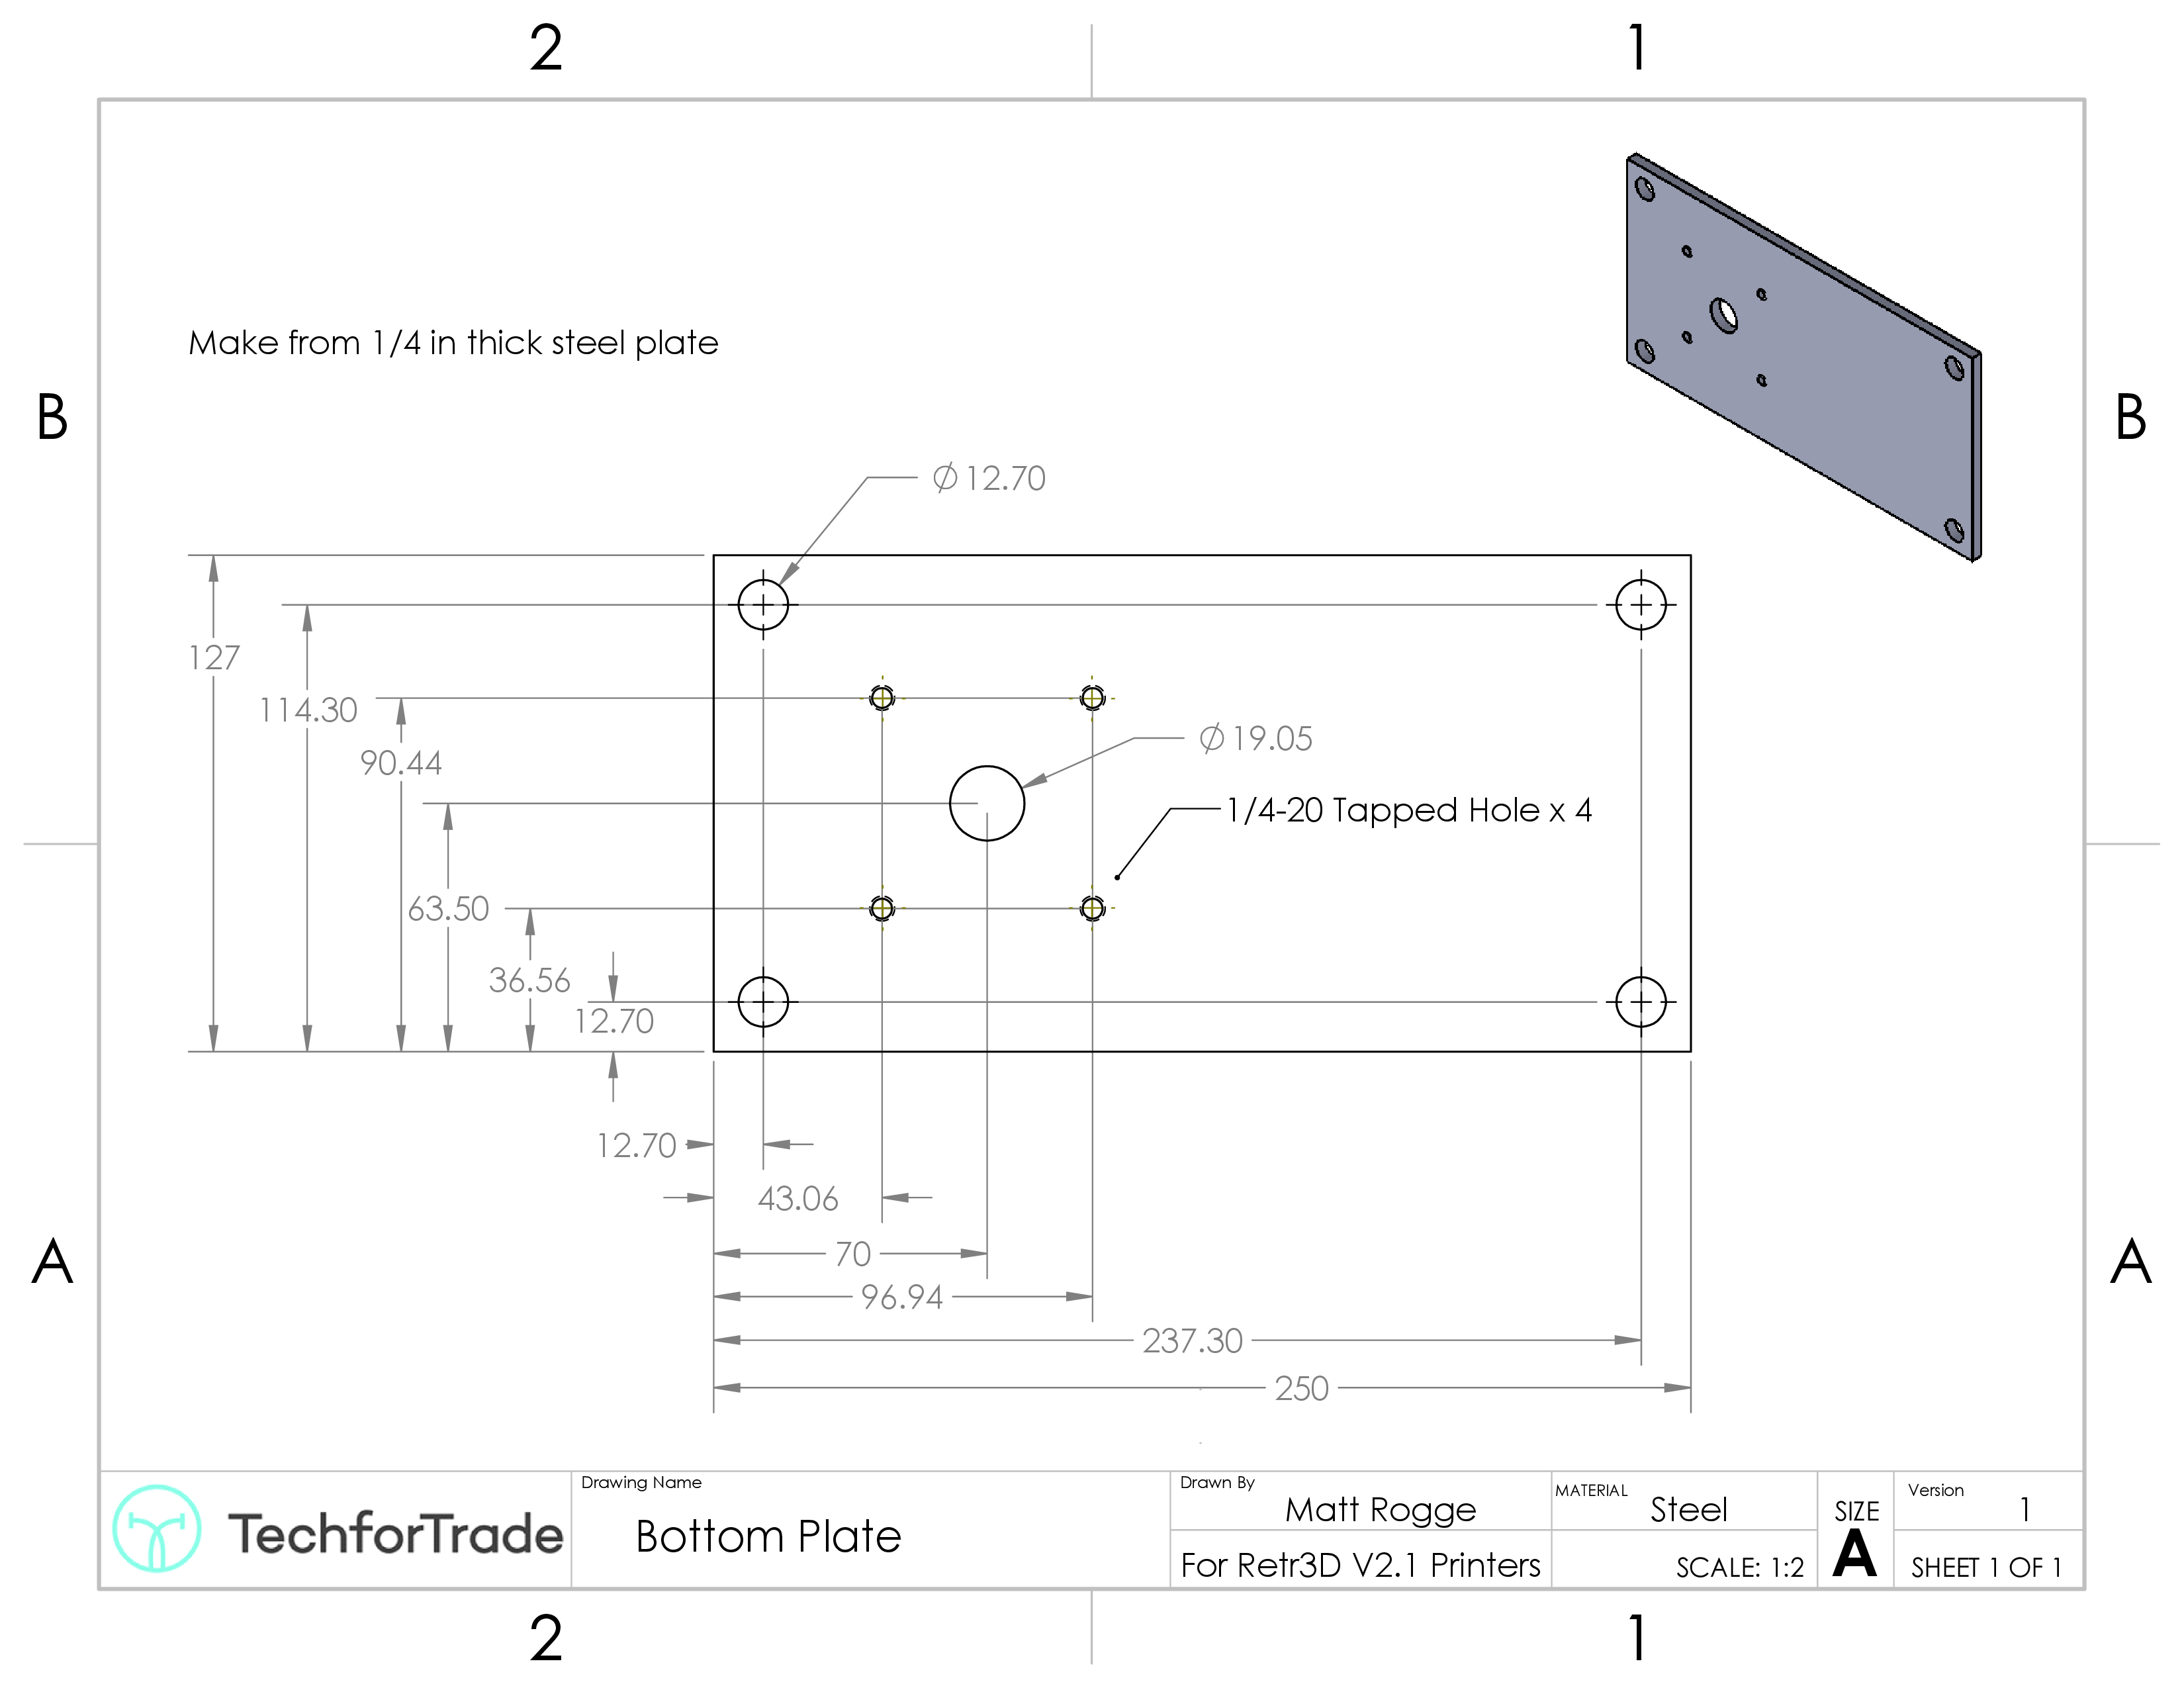 2
1
B
B
Make from 1/4 in thick steel plate
∅12.70
127
114.30
90.44
∅19.05
1/4-20 Tapped Hole x 4
63.50
36.56
12.70
12.70
43.06
70
96.94
237.30
250
A
A
TechforTrade
Drawing Name
Bottom Plate
Drawn By
Matt Rogge
For Retr3D V2.1 Printers
MATERIAL
Steel
SCALE: 1:2
SIZE
A
Version
1
SHEET 1 OF 1
2
1